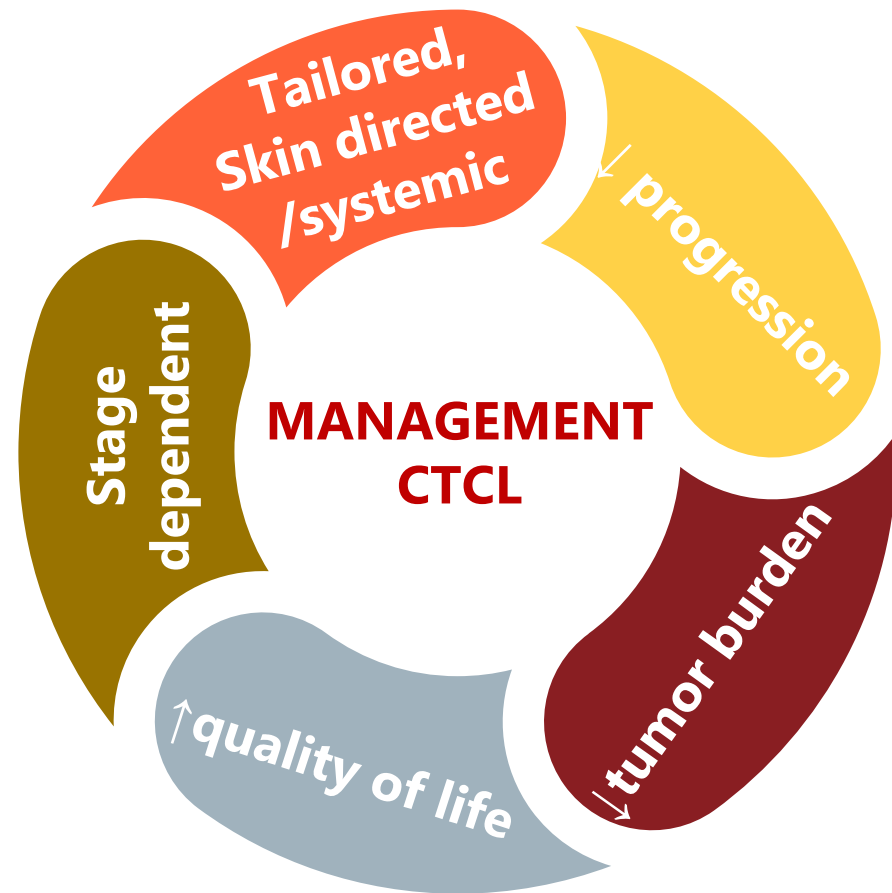 Tailored,
Skin directed
/systemic
↓ progression
↓tumor burden
↑quality of life
Stage
dependent
MANAGEMENT
CTCL